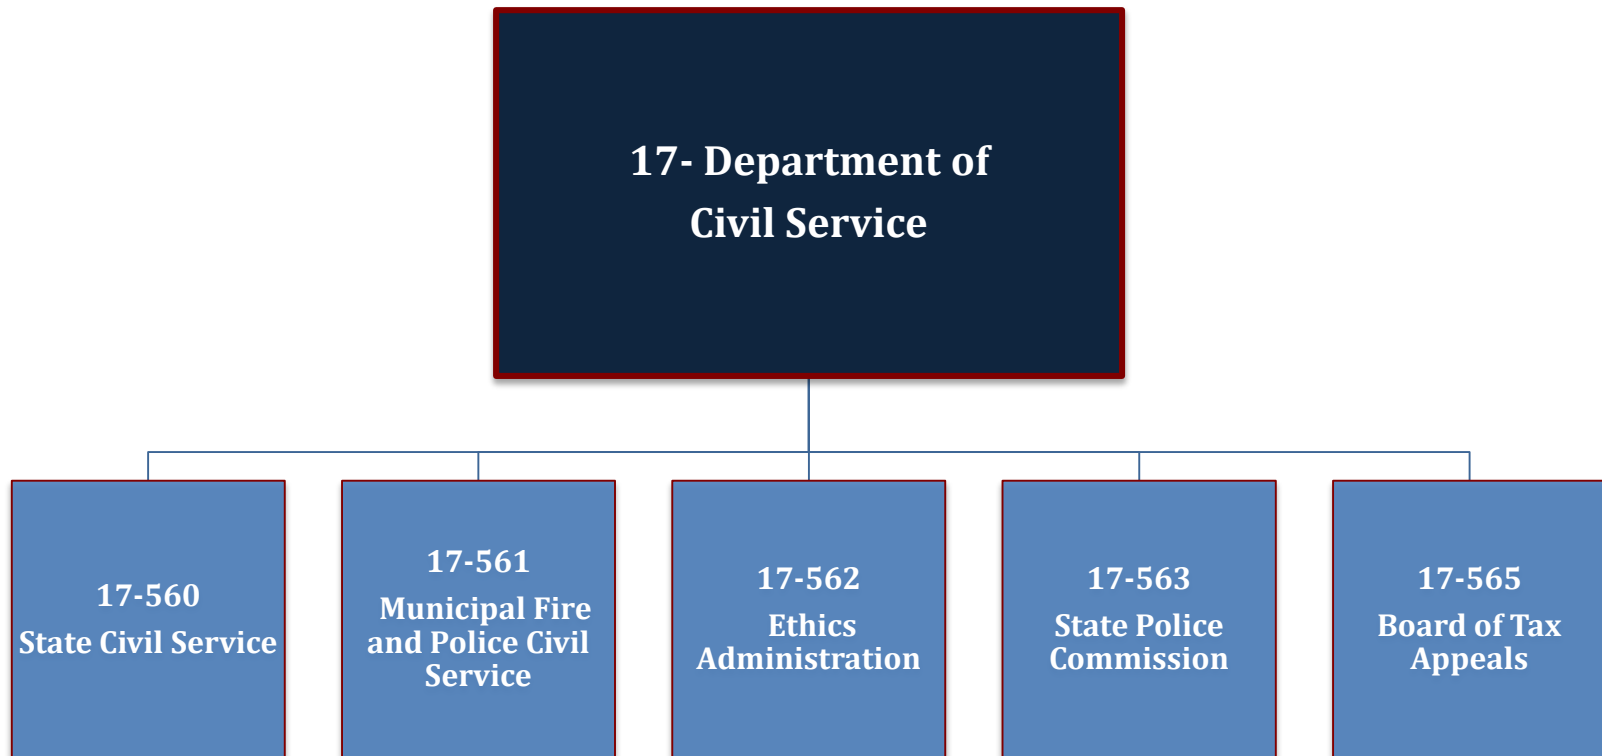 17- Department of
Civil Service
17-560
State Civil Service
17-561
Municipal Fire
and Police Civil
Service
17-562
Ethics
Administration
17-563
State Police
Commission
17-565
Board of Tax
Appeals